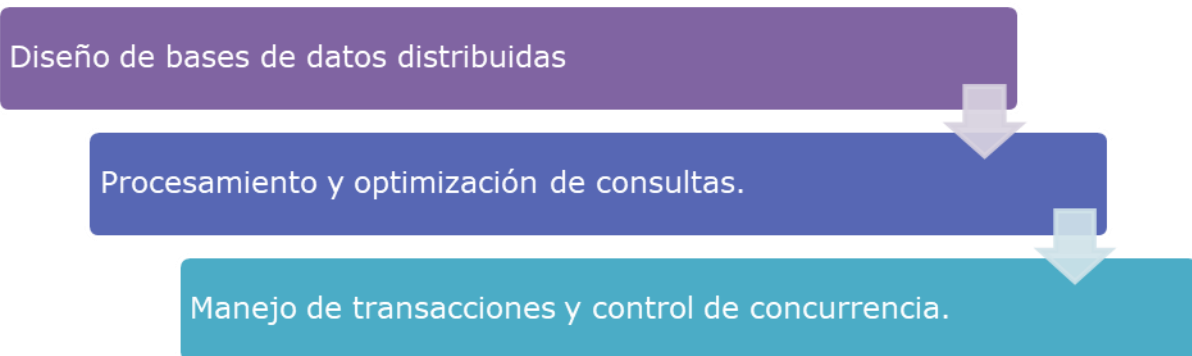 Diseño de bases de datos distribuidas
Procesamiento y optimización de consultas.
Manejo de transacciones y control de concurrencia.